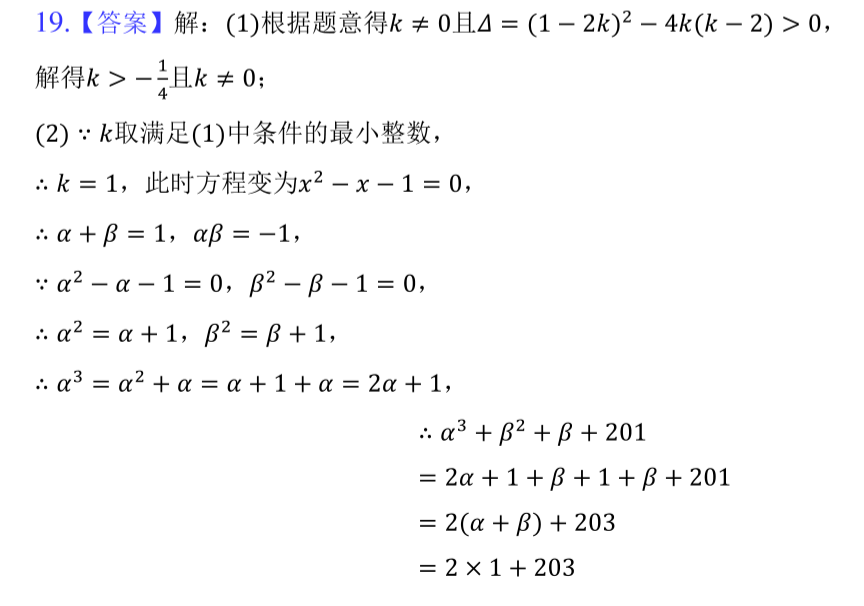 19.【答案】解：(1)根据题意得k ≠ 0且Δ = (1 − 2k)² − 4k(k − 2) > 0，
解得k > −1/4且k ≠ 0；
(2) ∵ k取满足(1)中条件的最小整数，
∴ k = 1，此时方程变为x² − x − 1 = 0，
∴ α + β = 1，αβ = −1，
∵ α² − α − 1 = 0，β² − β − 1 = 0，
∴ α² = α + 1，β² = β + 1，
∴ α³ = α² + α = α + 1 + α = 2α + 1，
∴ α³ + β² + β + 201
= 2α + 1 + β + 1 + β + 201
= 2(α + β) + 203
= 2 × 1 + 203